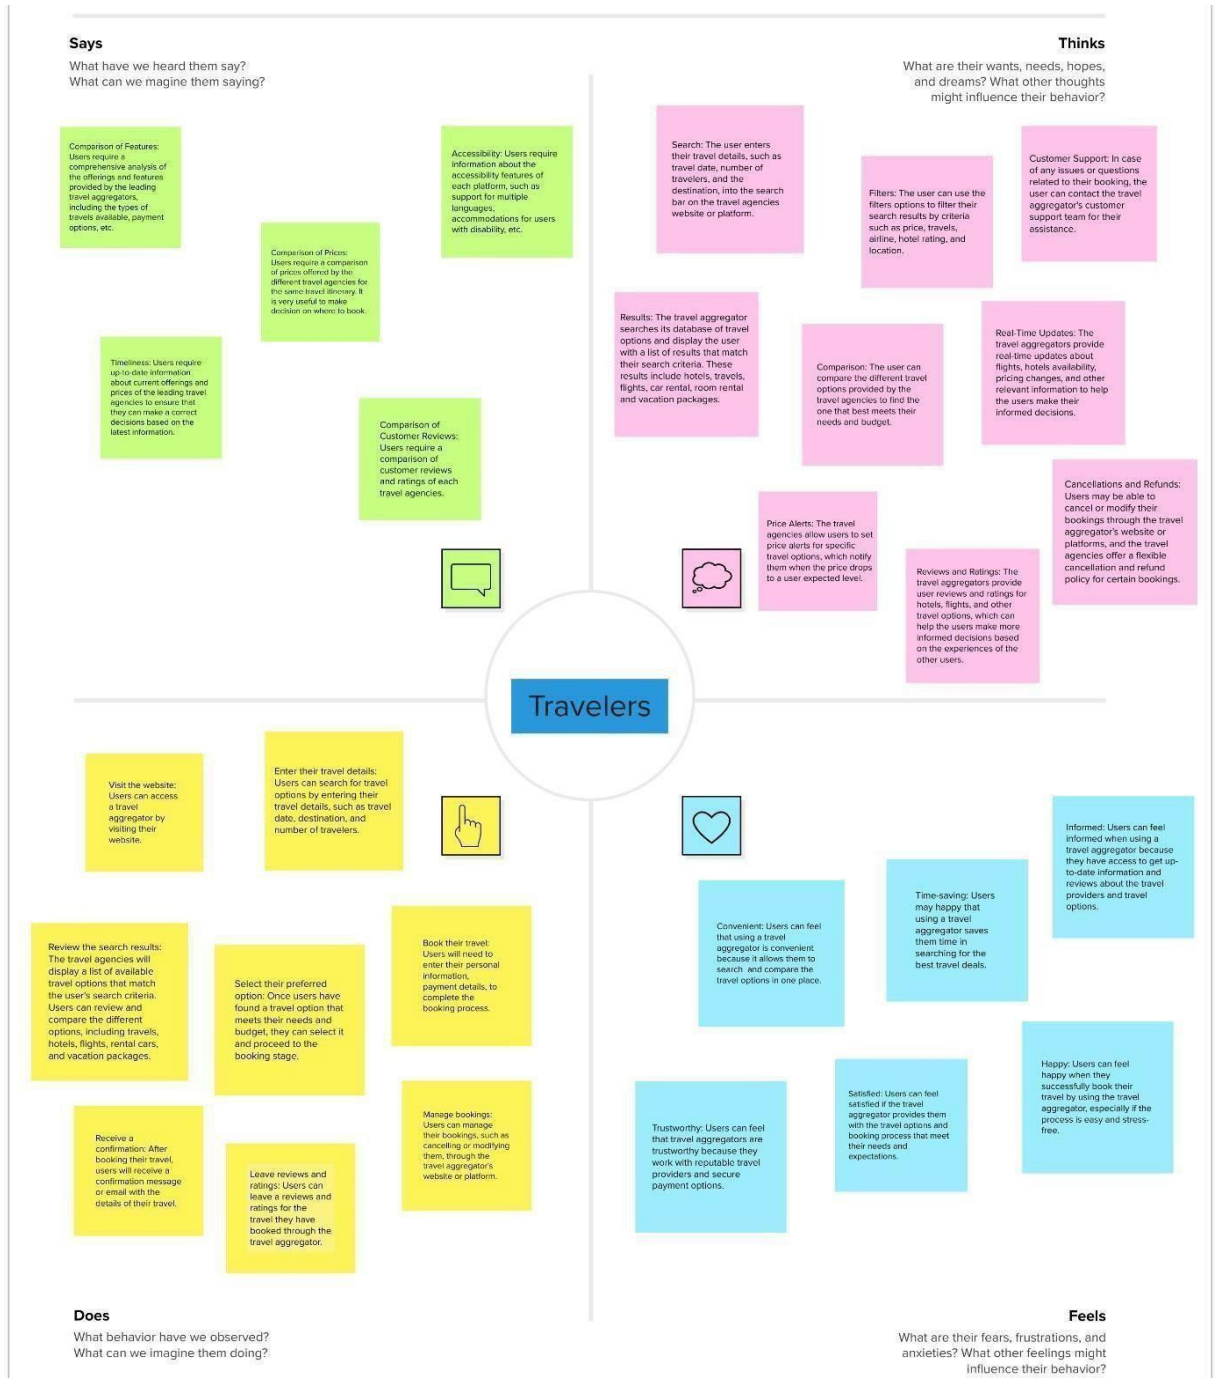 Says
What have we heard them say?
What can we magine them saying?
Thinks
What are their wants, needs, hopes,
and dreams? What other thoughts
might influence their behavior?
Comparison of Features:
Users require a
comprehensive analysis of
the offerings and features
provided by the leading
travel aggregators,
including the types of
travels available, payment
options, etc.
Accessibility: Users require
information about the
accessibility features of
each platform, such as
support for multiple
languages,
accommodations for users
with disability, etc.
Comparison of Prices:
Users require a comparison
of prices offered by the
different travel agencies for
the same travel itinerary. It
is very useful to make
decision on where to book.
Timeliness: Users require
up-to-date information
about current offerings and
prices of the leading travel
agencies to ensure that
they can make a correct
decisions based on the
latest information.
Comparison of
Customer Reviews:
Users require a
comparison of
customer reviews
and ratings of each
travel agencies.
Search: The user enters
their travel details, such as
travel date, number of
travelers, and the
destination, into the search
bar on the travel agencies
website or platform.
Filters: The user can use the
filters options to filter their
search results by criteria
such as price, travels,
airline, hotel rating, and
location.
Customer Support: In case
of any issues or questions
related to their booking, the
user can contact the travel
aggregator's customer
support team for their
assistance.
Results: The travel aggregator
searches its database of travel
options and display the user
with a list of results that match
their search criteria. These
results include hotels, travels,
flights, car rental, room rental
and vacation packages.
Comparison: The user can
compare the different travel
options provided by the
travel agencies to find the
one that best meets their
needs and budget.
Real-Time Updates: The
travel aggregators provide
real-time updates about
flights, hotels availability,
pricing changes, and other
relevant information to help
the users make their
informed decisions.
Price Alerts: The travel
agencies allow users to set
price alerts for specific
travel options, which notify
them when the price drops
to a user expected level.
Reviews and Ratings: The
travel aggregators provide
user reviews and ratings for
hotels, flights, and other
travel options, which can
help the users make more
informed decisions based
on the experiences of the
other users.
Cancellations and Refunds:
Users may be able to
cancel or modify their
bookings through the travel
aggregator's website or
platforms, and the travel
agencies offer a flexible
cancellation and refund
policy for certain bookings.
Travelers
Visit the website:
Users can access
a travel
aggregator by
visiting their
website.
Enter their travel details:
Users can search for travel
options by entering their
travel details, such as travel
date, destination, and
number of travelers.
Review the search results:
The travel agencies will
display a list of available
travel options that match
the user's search criteria.
Users can review and
compare the different
options, including travels,
hotels, flights, rental cars,
and vacation packages.
Select their preferred
option: Once users have
found a travel option that
meets their needs and
budget, they can select it
and proceed to the
booking stage.
Book their travel:
Users will need to
enter their personal
information,
payment details, to
complete the
booking process.
Receive a
confirmation: After
booking their travel,
users will receive a
confirmation message
or email with the
details of their travel.
Leave reviews and
ratings: Users can
leave a reviews and
ratings for the
travel they have
booked through the
travel aggregator.
Manage bookings:
Users can manage
their bookings, such as
cancelling or modifying
them, through the
travel aggregator's
website or platform.
Convenient: Users can feel
that using a travel
aggregator is convenient
because it allows them to
search and compare the
travel options in one place.
Time-saving: Users
may happy that
using a travel
aggregator saves
them time in
searching for the
best travel deals.
Informed: Users can feel
informed when using a
travel aggregator because
they have access to get up-
to-date information and
reviews about the travel
providers and travel
options.
Trustworthy: Users can feel
that travel aggregators are
trustworthy because they
work with reputable travel
providers and secure
payment options.
Satisfied: Users can feel
satisfied if the travel
aggregator provides them
with the travel options and
booking process that meet
their needs and
expectations.
Happy: Users can feel
happy when they
successfully book their
travel by using the travel
aggregator, especially if the
process is easy and stress-
free.
Does
What behavior have we observed?
What can we imagine them doing?
Feels
What are their fears, frustrations, and
anxieties? What other feelings might
influence their behavior?